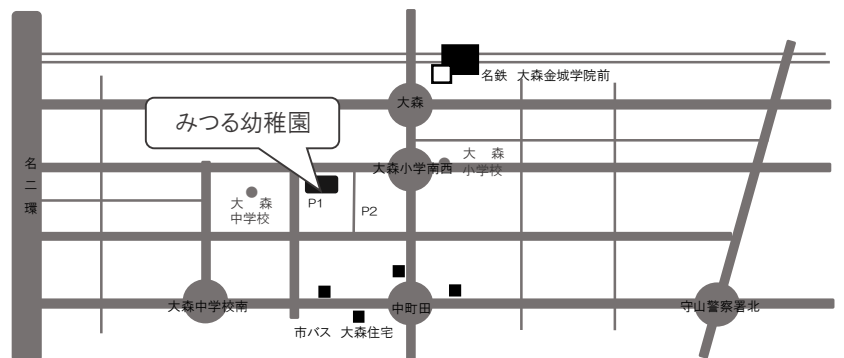 名鉄 大森金城学院前
大森
みつる幼稚園
大 森
小学校
大森小学南西
名二環
大 森
中学校
P1
P2
大森中学校南
中町田
守山警察署北
市バス 大森住宅